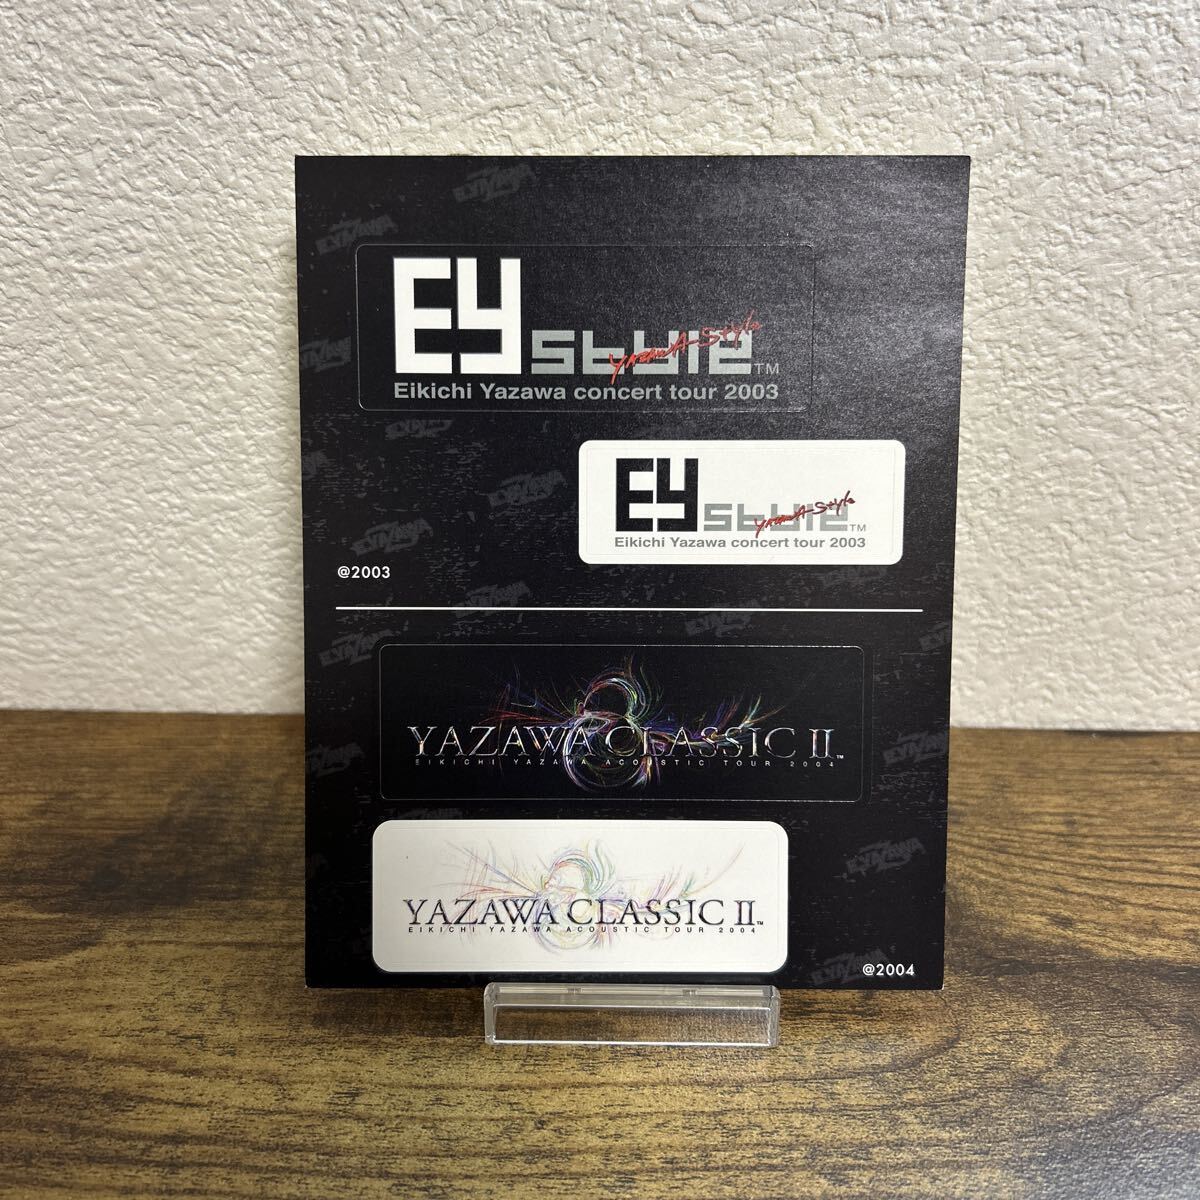 EY style YAZAWA Style TM
Eikichi Yazawa concert tour 2003
EY style YAZAWA Style TM
Eikichi Yazawa concert tour 2003
@2003
YAZAWA CLASSIC II TM
EIKICHI YAZAWA ACOUSTIC TOUR 2004
YAZAWA CLASSIC II TM
EIKICHI YAZAWA ACOUSTIC TOUR 2004
@2004
E.YAZAWA